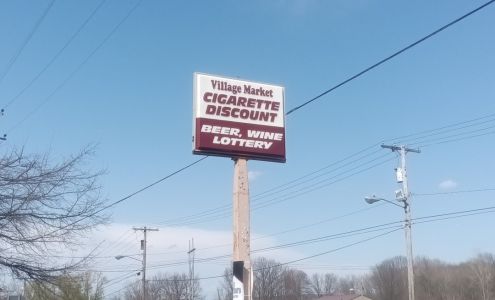 Village Market
CIGARETTE
DISCOUNT
BEER, WINE
LOTTERY